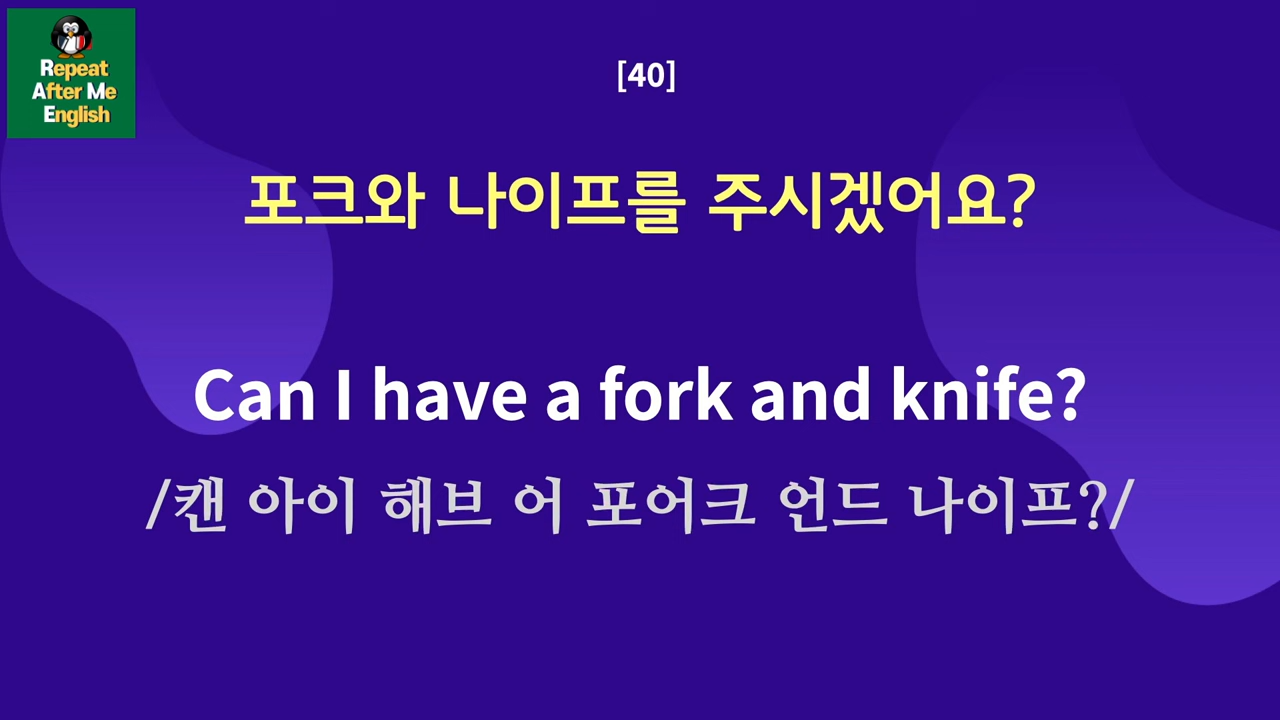 Repeat
After Me
English
[40]
포크와 나이프를 주시겠어요?
Can I have a fork and knife?
/캔 아이 해브 어 포어크 언드 나이프?/